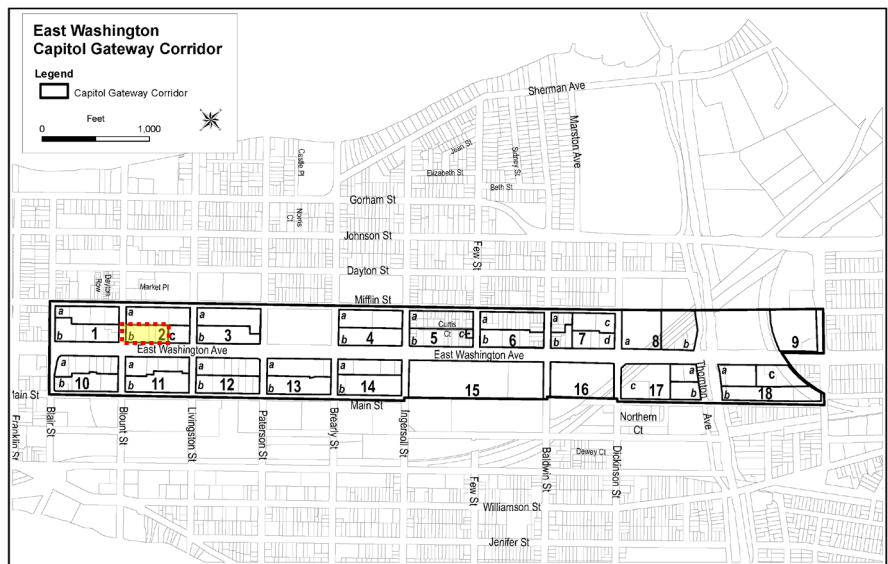 East Washington
Capitol Gateway Corridor
Legend
Capitol Gateway Corridor
Feet
0 1,000
Sherman Ave
Marston Ave
Castle Pl
Jean St
Sidney St
Elizabeth St
Beth St
Gorham St
Norris Ct
Johnson St
Few St
Dayton St
Dayton Row
Market Pl
Mifflin St
a a a a a a a c 9
b 1 b 2 c b 3 b 4 b 5 Curtis Ct c b 6 b 7 d a 8 b
East Washington Ave East Washington Ave
a a a a a a c
b 10 b 11 b 12 b 13 b 14 15 16 c 17 b b 18
Main St Main St
Thornton Ave
Northern Ct
Franklin St
Blair St
Blount St
Livingston St
Paterson St
Brearly St
Ingersoll St
Few St
Baldwin St
Dickinson St
Dewey Ct
Williamson St
Jenifer St